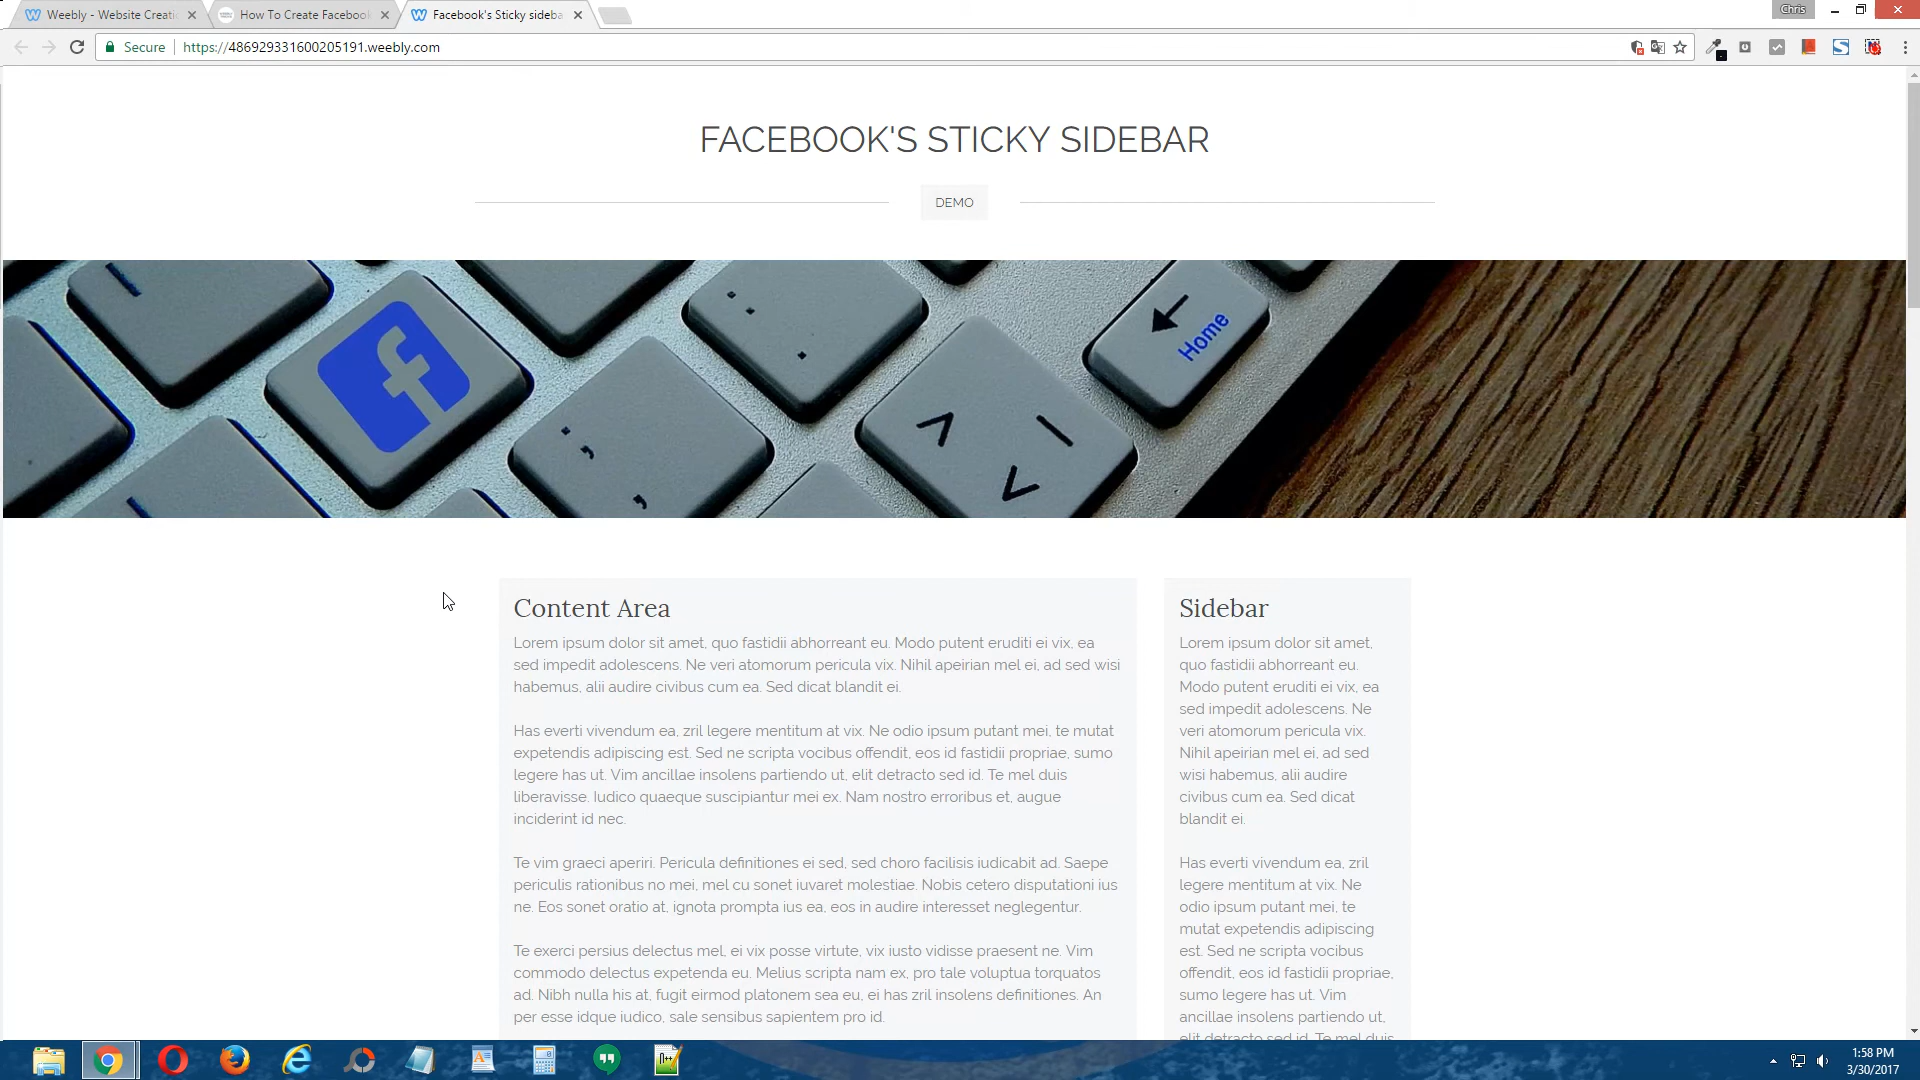 Weebly - Website Creati
How To Create Facebook
Facebook's Sticky sideba
Chris
Secure
https://486929331600205191.weebly.com
FACEBOOK'S STICKY SIDEBAR
DEMO
Home
Content Area
Lorem ipsum dolor sit amet, quo fastidii abhorreant eu. Modo putent eruditi ei vix, ea
sed impedit adolescens. Ne veri atomorum pericula vix. Nihil apeirian mel ei, ad sed wisi
habemus, alii audire civibus cum ea. Sed dicat blandit ei.
Has everti vivendum ea, zril legere mentitum at vix. Ne odio ipsum putant mei, te mutat
expetendis adipiscing est. Sed ne scripta vocibus offendit, eos id fastidii propriae, sumo
legere has ut. Vim ancillae insolens partiendo ut, elit detracto sed id. Te mel duis
liberavisse. Iudico quaeque suscipiantur mei ex. Nam nostro erroribus et, augue
inciderint id nec.
Te vim graeci aperiri. Pericula definitiones ei sed, sed choro facilisis iudicabit ad. Saepe
periculis rationibus no mei, mel cu sonet iuvaret molestiae. Nobis cetero disputationi ius
ne. Eos sonet oratio at, ignota prompta ius ea, eos in audire interesset neglegentur.
Te exerci persius delectus mel, ei vix posse virtute, vix iusto vidisse praesent ne. Vim
commodo delectus expetenda eu. Melius scripta nam ex, pro tale voluptua torquatos
ad. Nibh nulla his at, fugit eirmod platonem sea eu, ei has zril insolens definitiones. An
per esse idque iudico, sale sensibus sapientem pro id.
Sidebar
Lorem ipsum dolor sit amet,
quo fastidii abhorreant eu.
Modo putent eruditi ei vix, ea
sed impedit adolescens. Ne
veri atomorum pericula vix.
Nihil apeirian mel ei, ad sed
wisi habemus, alii audire
civibus cum ea. Sed dicat
blandit ei.
Has everti vivendum ea, zril
legere mentitum at vix. Ne
odio ipsum putant mei, te
mutat expetendis adipiscing
est. Sed ne scripta vocibus
offendit, eos id fastidii propriae,
sumo legere has ut. Vim
ancillae insolens partiendo ut,
elit detracto sed id. Te mel duis
1:58 PM
3/30/2017